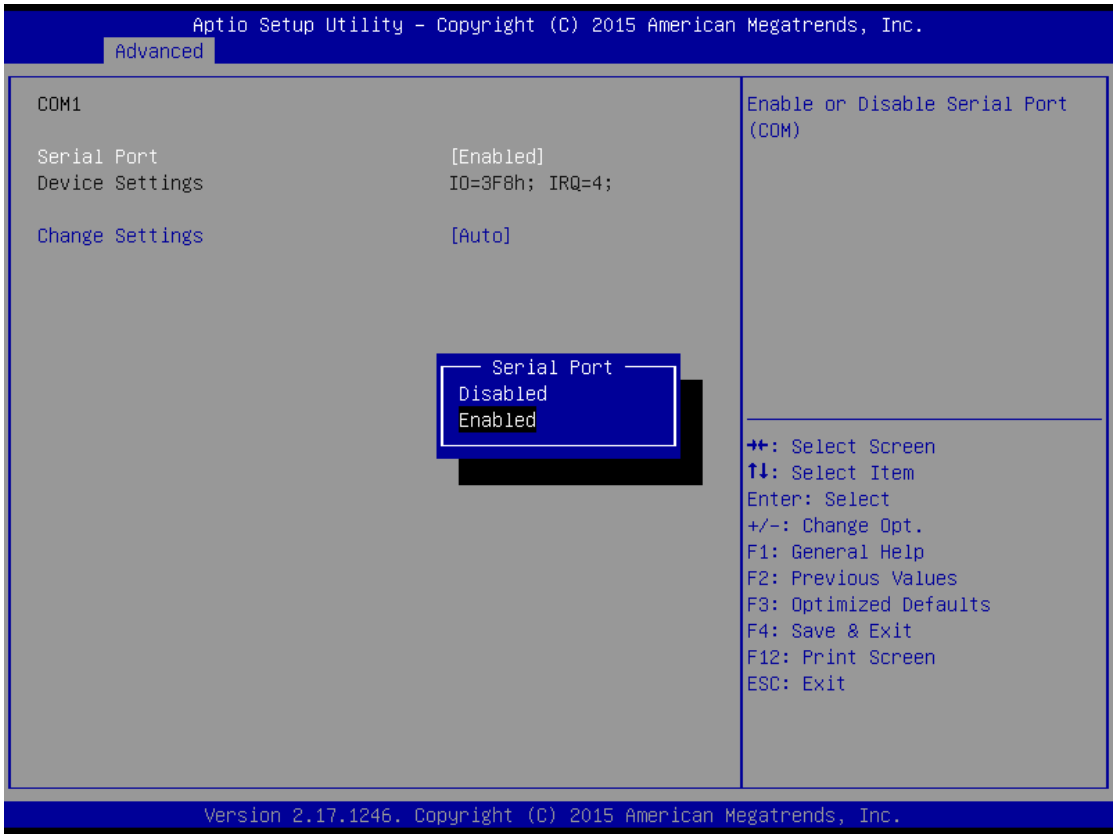 Aptio Setup Utility – Copyright (C) 2015 American Megatrends, Inc.
Advanced
COM1
Serial Port [Enabled]
Device Settings IO=3F8h; IRQ=4;
Change Settings [Auto]
Serial Port
Disabled
Enabled
Enable or Disable Serial Port
(COM)
→←: Select Screen
↑↓: Select Item
Enter: Select
+/-: Change Opt.
F1: General Help
F2: Previous Values
F3: Optimized Defaults
F4: Save & Exit
F12: Print Screen
ESC: Exit
Version 2.17.1246. Copyright (C) 2015 American Megatrends, Inc.